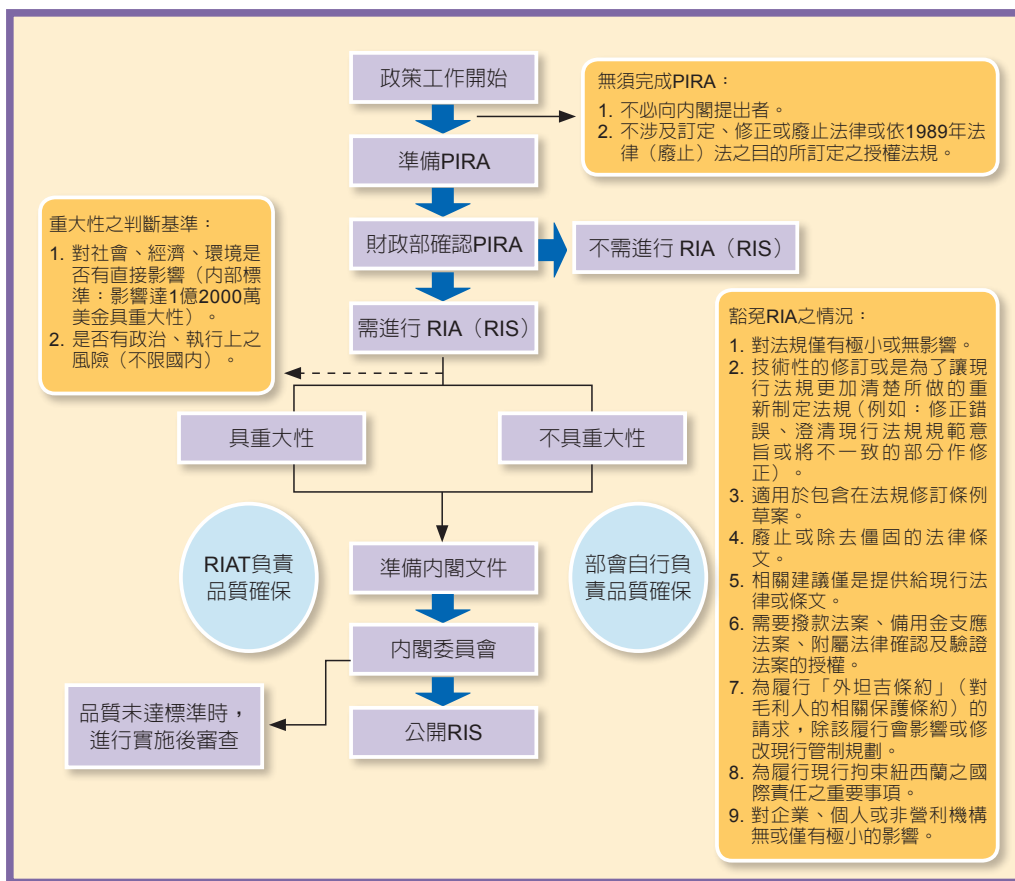 政策工作開始
無須完成PIRA：
1. 不必向內閣提出者。
2. 不涉及訂定、修正或廢止法律或依1989年法
律（廢止）法之目的所訂定之授權法規。
準備PIRA
重大性之判斷基準：
1. 對社會、經濟、環境是
否有直接影響（內部標
準：影響達1億2000萬
美金具重大性）。
2. 是否有政治、執行上之
風險（不限國內）。
財政部確認PIRA
不需進行 RIA（RIS）
需進行 RIA（RIS）
豁免RIA之情況：
1. 對法規僅有極小或無影響。
2. 技術性的修訂或是為了讓現
行法規更加清楚所做的重
新制定法規（例如：修正錯
誤、澄清現行法規規範意
旨或將不一致的部分作修
正）。
3. 適用於包含在法規修訂條例
草案。
4. 廢止或除去僵固的法律條
文。
5. 相關建議僅是提供給現行法
律或條文。
6. 需要撥款法案、備用金支應
法案、附屬法律確認及驗證
法案的授權。
7. 為履行「外坦吉條約」（對
毛利人的相關保護條約）的
請求，除該履行會影響或修
改現行管制規劃。
8. 為履行現行拘束紐西蘭之國
際責任之重要事項。
9. 對企業、個人或非營利機構
無或僅有極小的影響。
具重大性
不具重大性
RIAT負責
品質確保
準備內閣文件
部會自行負
責品質確保
內閣委員會
品質未達標準時，
進行實施後審查
公開RIS